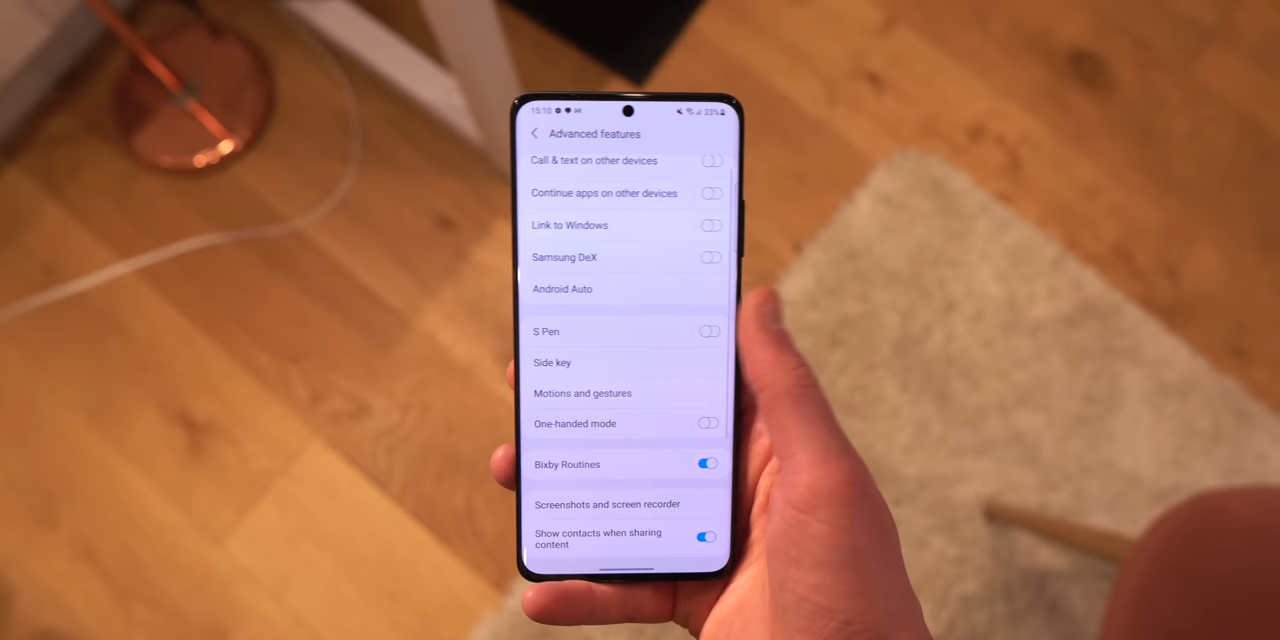 15:10
33%
Advanced features
Call & text on other devices
Continue apps on other devices
Link to Windows
Samsung DeX
Android Auto
S Pen
Side key
Motions and gestures
One-handed mode
Bixby Routines
Screenshots and screen recorder
Show contacts when sharing
content